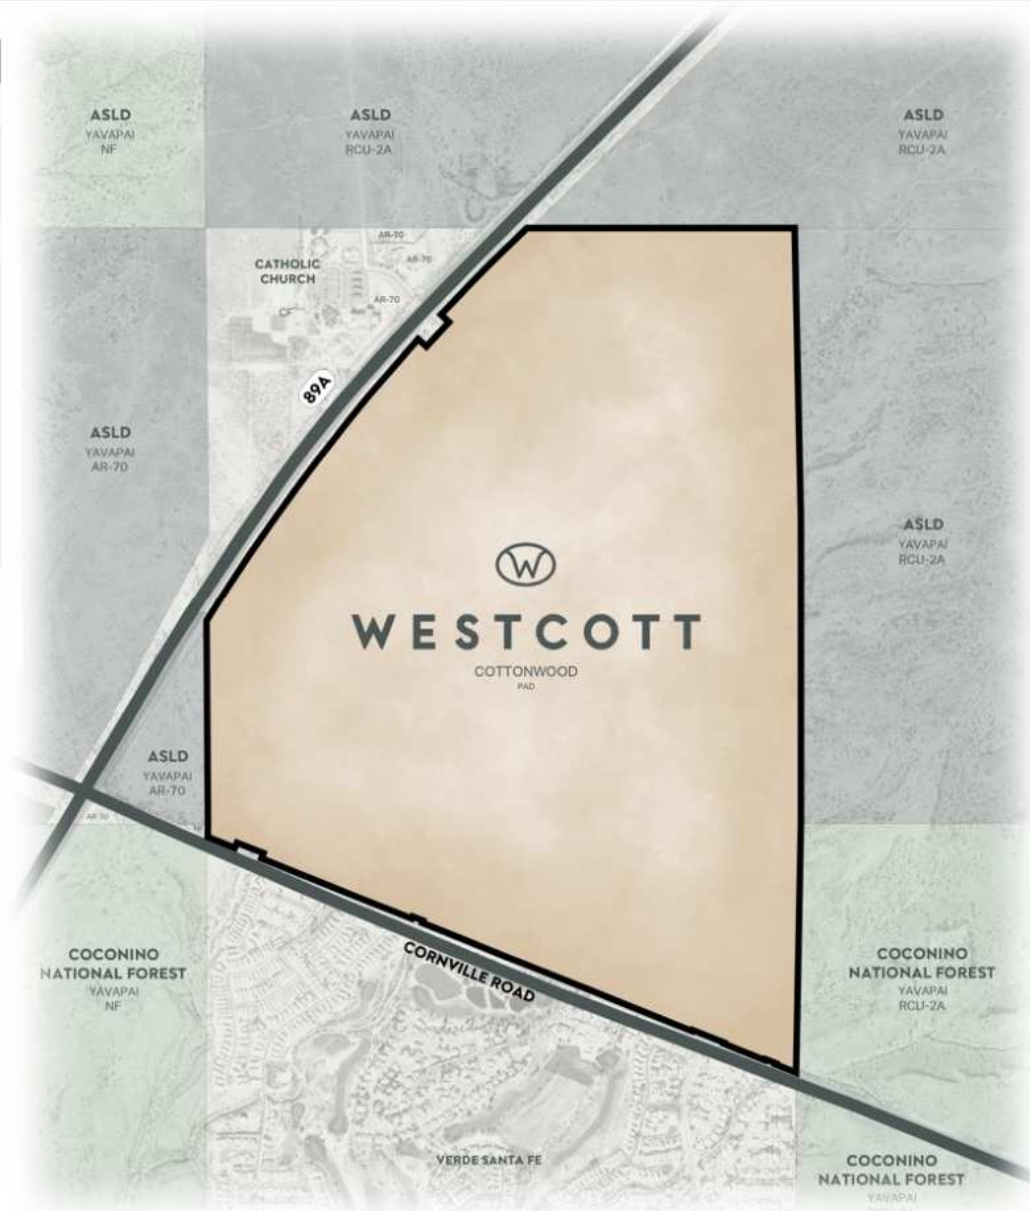 ASLD
YAVAPAI
NF
ASLD
YAVAPAI
RCU-2A
ASLD
YAVAPAI
RCU-2A
AR-70
AR-70
CATHOLIC
CHURCH
AR-70
CF
89A
ASLD
YAVAPAI
AR-70
ASLD
YAVAPAI
RCU-2A
W
WESTCOTT
COTTONWOOD
PAD
ASLD
YAVAPAI
AR-70
AR-70
CORNVILLE ROAD
COCONINO
NATIONAL FOREST
YAVAPAI
NF
COCONINO
NATIONAL FOREST
YAVAPAI
RCU-2A
VERDE SANTA FE
COCONINO
NATIONAL FOREST
YAVAPAI